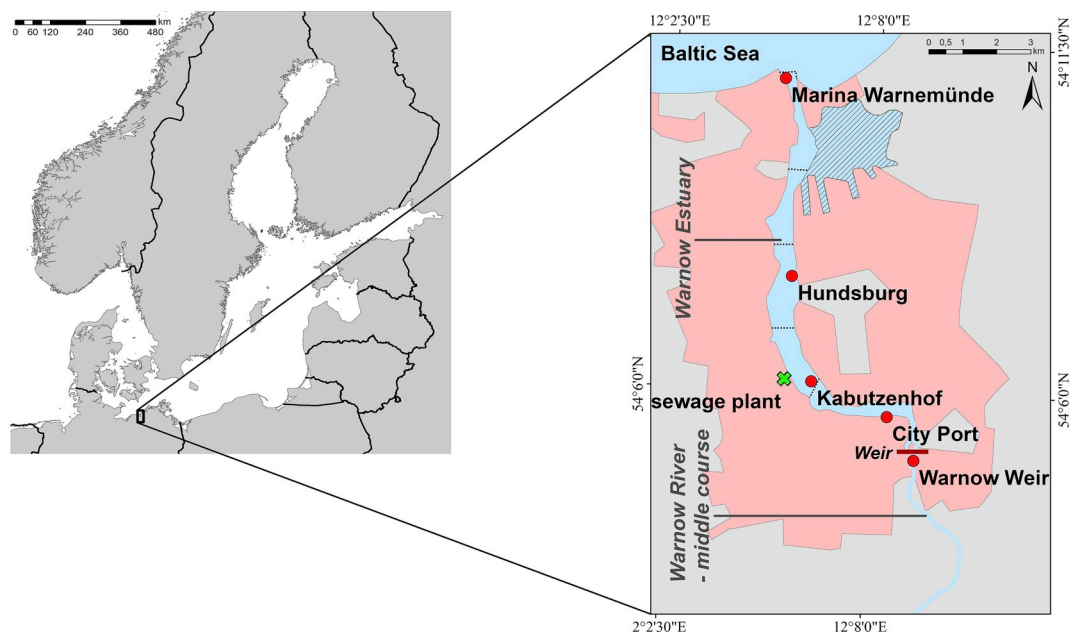 km
0 60 120 240 360 480
12°2'30"E
12°8'0"E
Baltic Sea
0 0,5 1 2 3
km
N
54°11'30"N
Marina Warnemünde
Warnow Estuary
Hundsburg
54°6'0"N
54°6'0"N
sewage plant
Kabutzenhof
City Port
Weir
Warnow Weir
Warnow River
- middle course
2°2'30"E
12°8'0"E